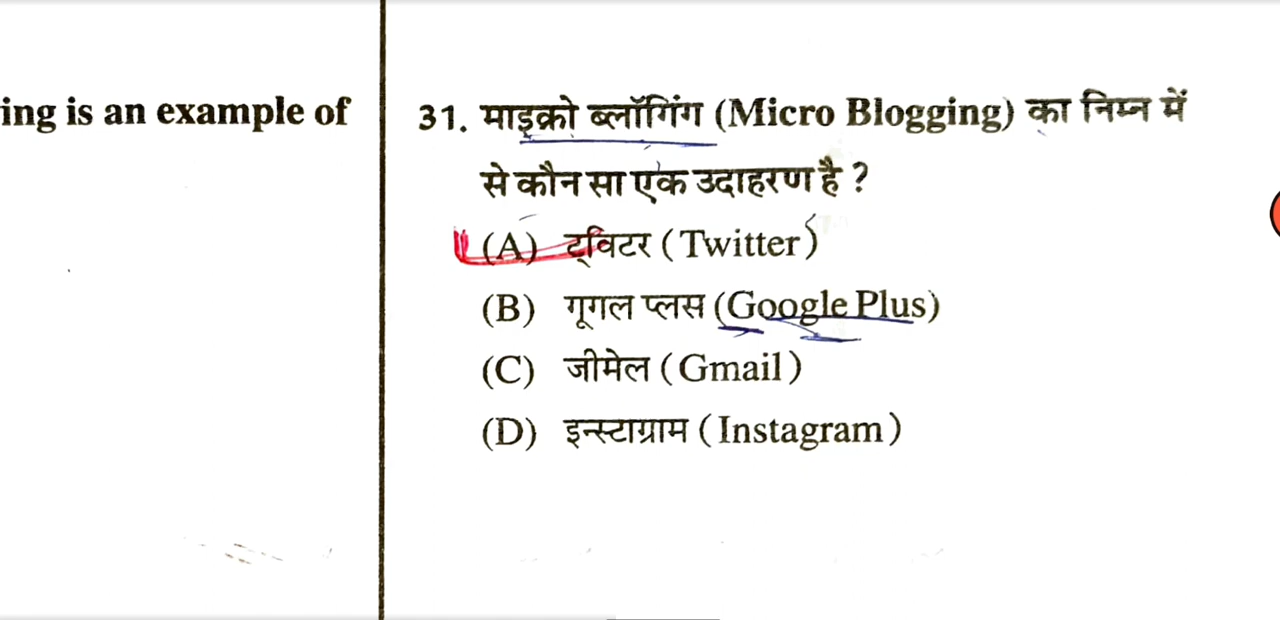 ing is an example of
31. माइक्रो ब्लॉगिंग (Micro Blogging) का निम्न में
से कौन सा एक उदाहरण है ?
(A) ट्विटर (Twitter)
(B) गूगल प्लस (Google Plus)
(C) जीमेल (Gmail)
(D) इन्स्टाग्राम (Instagram)